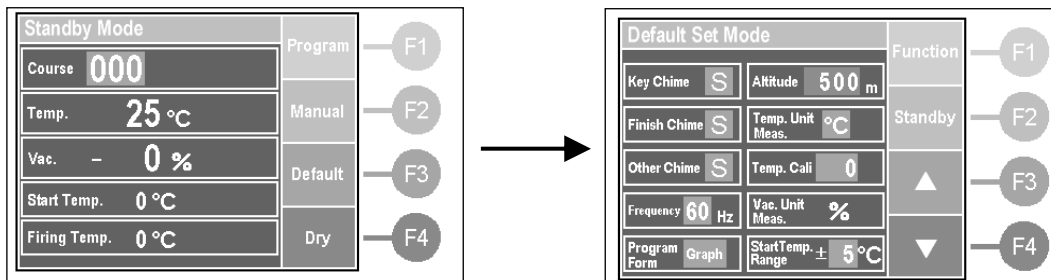 Standby Mode
Program
F1
Course 000
Temp. 25 °C
Manual
F2
Vac. - 0 %
Default
F3
Start Temp. 0 °C
Firing Temp. 0 °C
Dry
F4
Default Set Mode
Function
F1
Key Chime S
Altitude 500 m
Finish Chime S
Temp. Unit
Meas. °C
Standby
F2
Other Chime S
Temp. Cali 0
▲
F3
Frequency 60 Hz
Vac. Unit
Meas. %
Program
Form Graph
StartTemp.
Range ± 5 °C
▼
F4